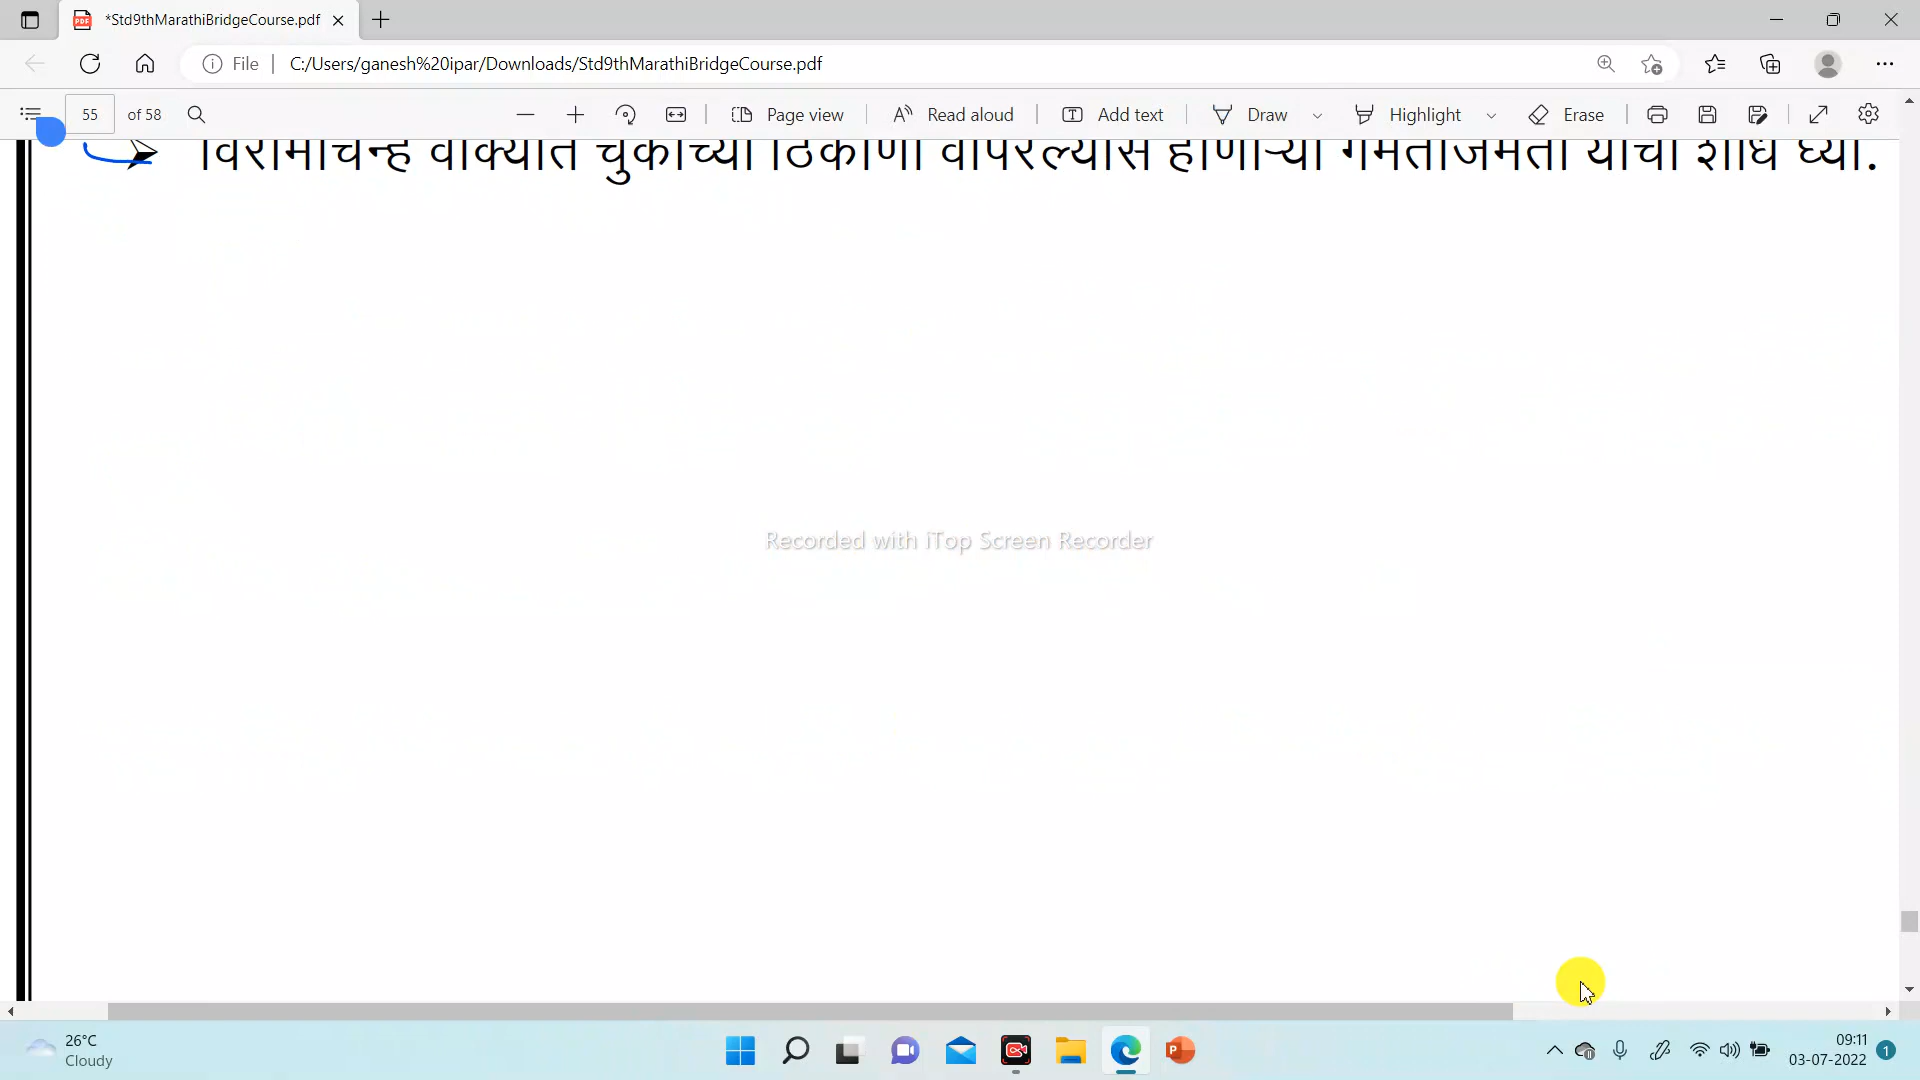 *Std9thMarathiBridgeCourse.pdf
File
C:/Users/ganesh%20ipar/Downloads/Std9thMarathiBridgeCourse.pdf
55 of 58
Page view
Read aloud
Add text
Draw
Highlight
Erase
विरामचिन्हे वाक्यात चुकीच्या ठिकाणी वापरल्यास होणाऱ्या गमतीजमती यांचा शोध घ्या.
Recorded with iTop Screen Recorder
26°C
Cloudy
09:11
03-07-2022
1